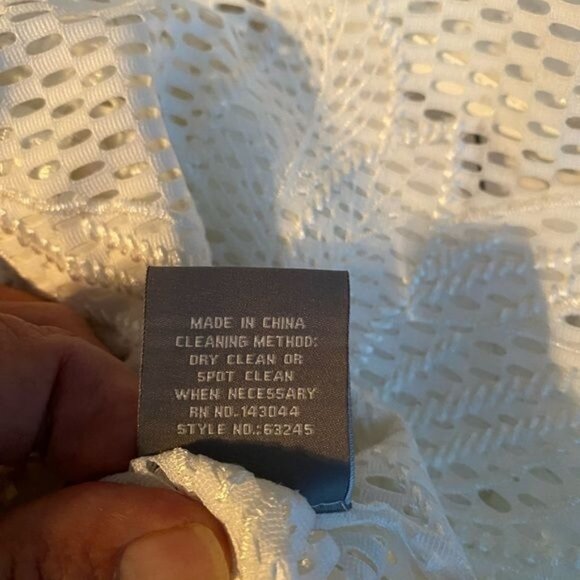 MADE IN CHINA
CLEANING METHOD:
DRY CLEAN OR
SPOT CLEAN
WHEN NECESSARY
RN NO. 143044
STYLE NO.:63245